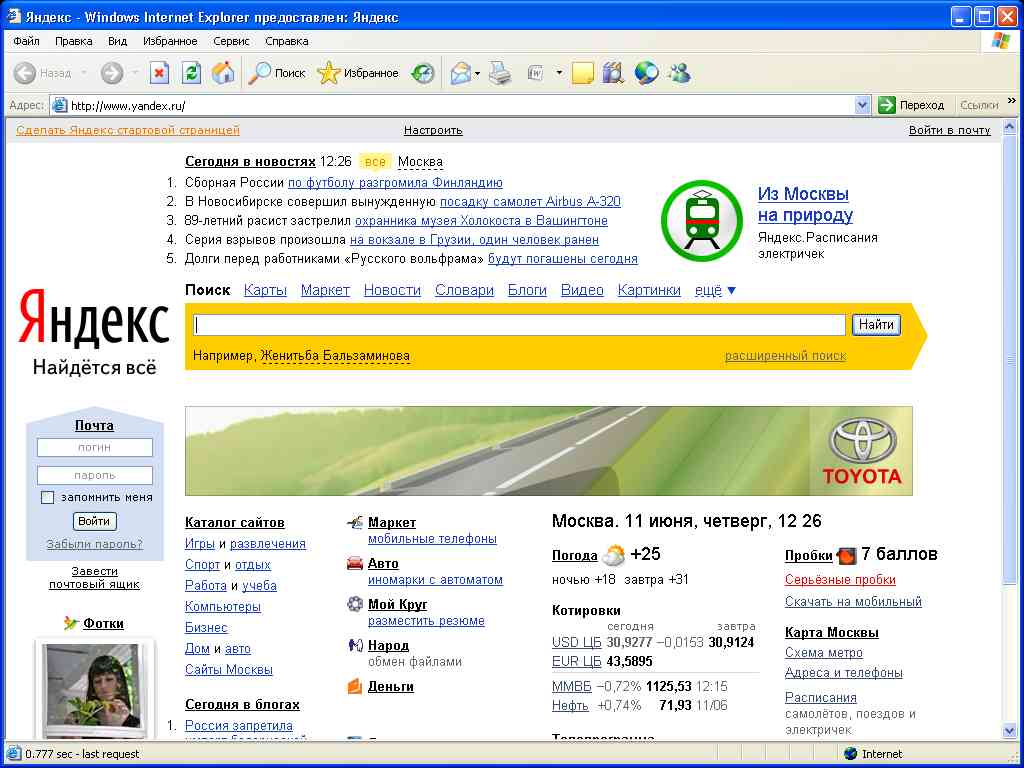 Яндекс - Windows Internet Explorer предоставлен: Яндекс
Файл Правка Вид Избранное Сервис Справка
Назад Поиск Избранное
Адрес: http://www.yandex.ru/ Переход Ссылки »
Сделать Яндекс стартовой страницей Настроить Войти в почту
Сегодня в новостях 12:26 все Москва
1. Сборная России по футболу разгромила Финляндию
2. В Новосибирске совершил вынужденную посадку самолет Airbus A-320
3. 89-летний расист застрелил охранника музея Холокоста в Вашингтоне
4. Серия взрывов произошла на вокзале в Грузии, один человек ранен
5. Долги перед работниками «Русского вольфрама» будут погашены сегодня
Из Москвы
на природу
Яндекс.Расписания
электричек
Яндекс
Найдётся всё
Поиск Карты Маркет Новости Словари Блоги Видео Картинки ещё ▼
Найти
Например, Женитьба Бальзаминова расширенный поиск
Почта
логин
пароль
запомнить меня
Войти
Забыли пароль?
Завести
почтовый ящик
Фотки
TOYOTA
Каталог сайтов
Игры и развлечения
Спорт и отдых
Работа и учеба
Компьютеры
Бизнес
Дом и авто
Сайты Москвы
Сегодня в блогах
1. Россия запретила
Маркет
мобильные телефоны
Авто
иномарки с автоматом
Мой Круг
разместить резюме
Народ
обмен файлами
Деньги
Москва. 11 июня, четверг, 12 26
Погода +25
ночью +18 завтра +31
Котировки
сегодня завтра
USD ЦБ 30,9277 −0,0153 30,9124
EUR ЦБ 43,5895
ММВБ −0,72% 1125,53 12:15
Нефть +0,74% 71,93 11/06
Телепрограмма
Пробки 7 баллов
Серьёзные пробки
Скачать на мобильный
Карта Москвы
Схема метро
Адреса и телефоны
Расписания
самолётов, поездов и
электричек
0.777 sec - last request Internet